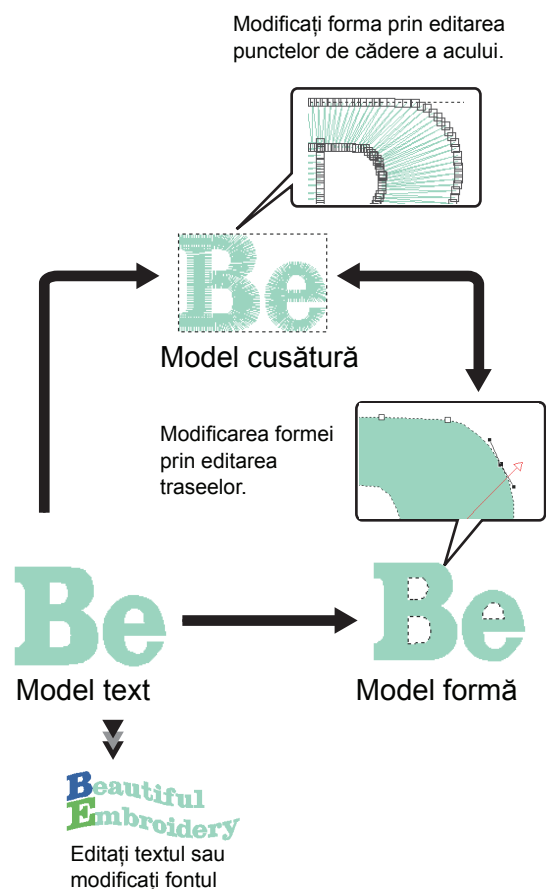 Modificați forma prin editarea
punctelor de cădere a acului.
Be
Model cusătură
Modificarea formei
prin editarea
traseelor.
Be
Model text
Be
Model formă
Beautiful
Embroidery
Editați textul sau
modificați fontul